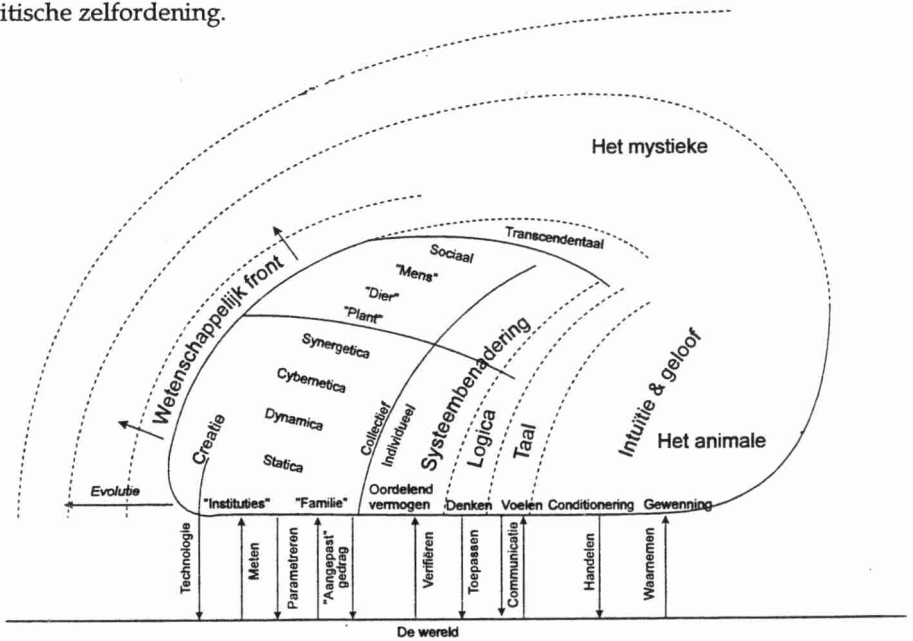 itische zelfordening.
Het mystieke
Transcendentaal
Sociaal
"Mens"
"Dier"
"Plant"
Wetenschappelijk front
Synergetica
Cybernetica
Dynamica
Statica
Creatie
Collectief
Individueel
Systeembenadering
Logica
Taal
Intuïtie & geloof
Het animale
Evolutie
"Instituties"
"Familie"
Oordelend
vermogen
Denken
Voelen
Conditionering
Gewenning
Technologie
Meten
Parametreren
"Aangepast"
gedrag
Verifiëren
Toepassen
Communicatie
Handelen
Waarnemen
De wereld